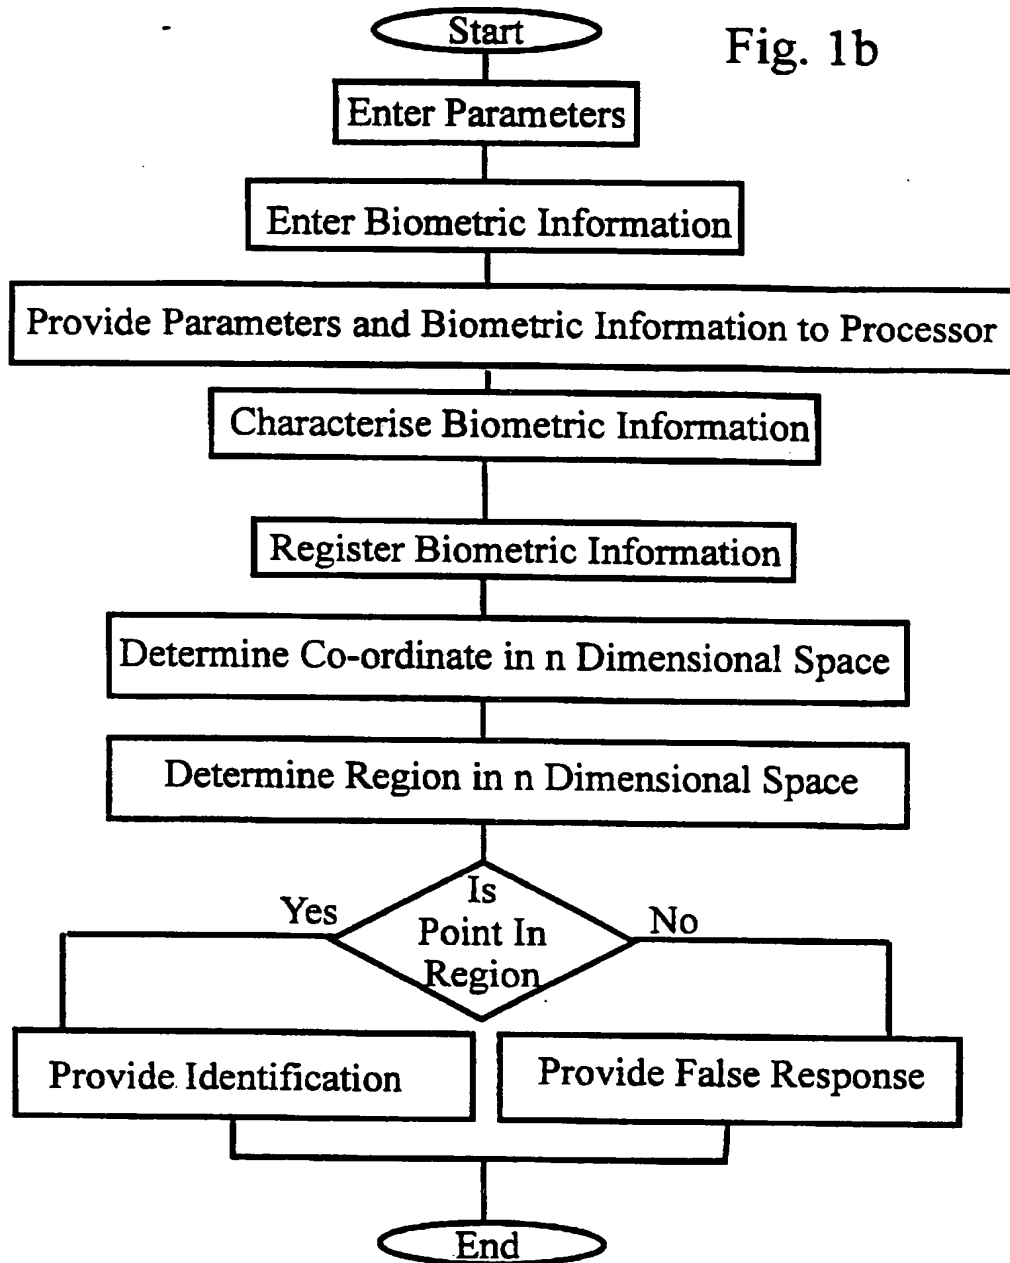 Start
Fig. 1b
Enter Parameters
Enter Biometric Information
Provide Parameters and Biometric Information to Processor
Characterise Biometric Information
Register Biometric Information
Determine Co-ordinate in n Dimensional Space
Determine Region in n Dimensional Space
Is
Point In
Region
Yes
No
Provide Identification
Provide False Response
End